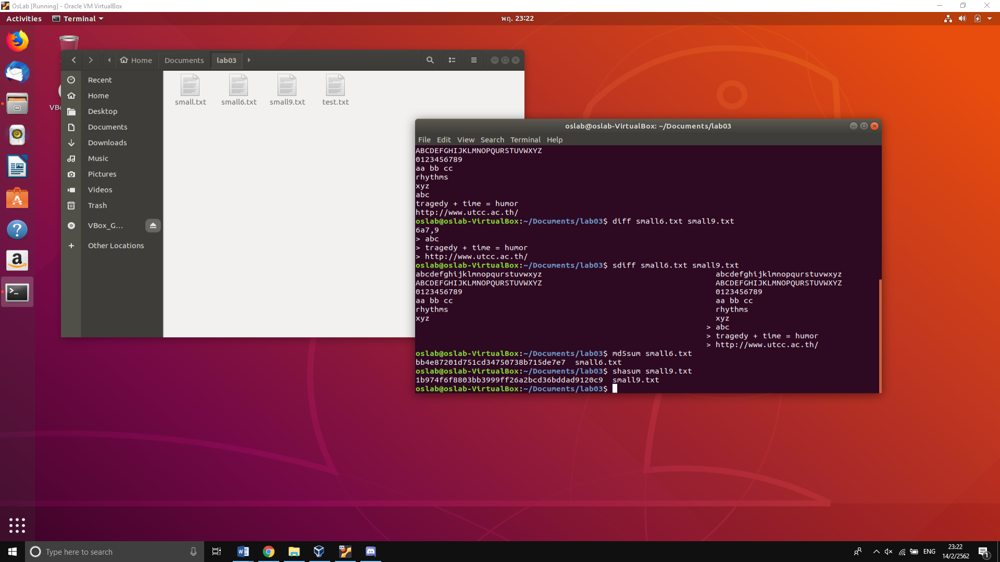 OsLab [Running] - Oracle VM VirtualBox
Activities
Terminal
พฤ. 23:22
Home
Documents
lab03
Recent
Home
Desktop
Documents
Downloads
Music
Pictures
Videos
Trash
VBox_G...
Other Locations
small.txt
small6.txt
small9.txt
test.txt
oslab@oslab-VirtualBox: ~/Documents/lab03
File Edit View Search Terminal Help
ABCDEFGHIJKLMNOPQURSTUVWXYZ
0123456789
aa bb cc
rhythms
xyz
abc
tragedy + time = humor
http://www.utcc.ac.th/
oslab@oslab-VirtualBox:~/Documents/lab03$ diff small6.txt small9.txt
6a7,9
> abc
> tragedy + time = humor
> http://www.utcc.ac.th/
oslab@oslab-VirtualBox:~/Documents/lab03$ sdiff small6.txt small9.txt
abcdefghijklmnopqurstuvwxyz abcdefghijklmnopqurstuvwxyz
ABCDEFGHIJKLMNOPQURSTUVWXYZ ABCDEFGHIJKLMNOPQURSTUVWXYZ
0123456789 0123456789
aa bb cc aa bb cc
rhythms rhythms
xyz xyz
> abc
> tragedy + time = humor
> http://www.utcc.ac.th/
oslab@oslab-VirtualBox:~/Documents/lab03$ md5sum small6.txt
bb4e87201d751cd34750738b715de7e7 small6.txt
oslab@oslab-VirtualBox:~/Documents/lab03$ shasum small9.txt
1b974f6f8803bb3999ff26a2bcd36bddad9120c9 small9.txt
oslab@oslab-VirtualBox:~/Documents/lab03$
Type here to search
ENG
23:22
14/2/2562
1